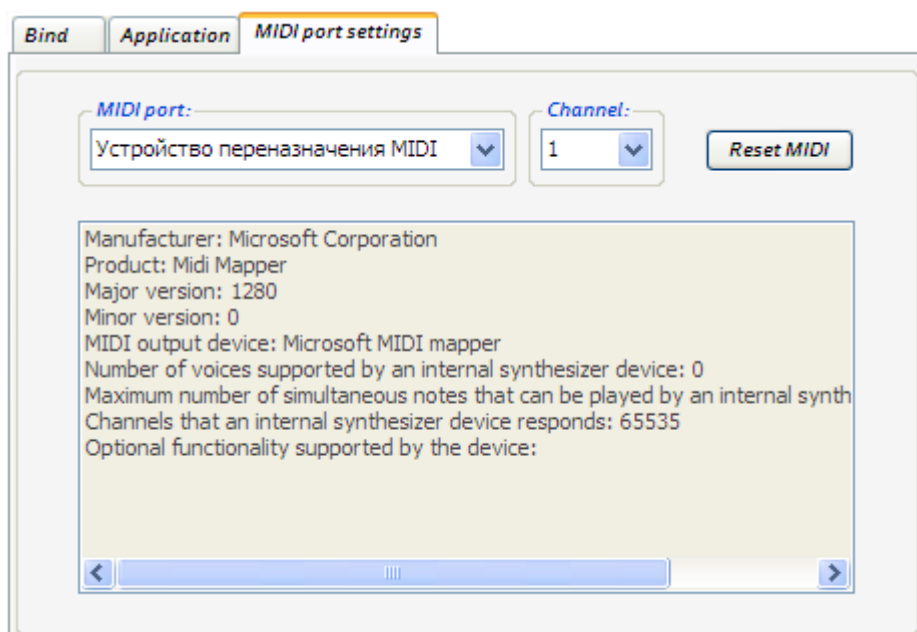 Bind Application MIDI port settings
MIDI port: Channel:
Устройство переназначения MIDI 1 Reset MIDI
Manufacturer: Microsoft Corporation
Product: Midi Mapper
Major version: 1280
Minor version: 0
MIDI output device: Microsoft MIDI mapper
Number of voices supported by an internal synthesizer device: 0
Maximum number of simultaneous notes that can be played by an internal synth
Channels that an internal synthesizer device responds: 65535
Optional functionality supported by the device: